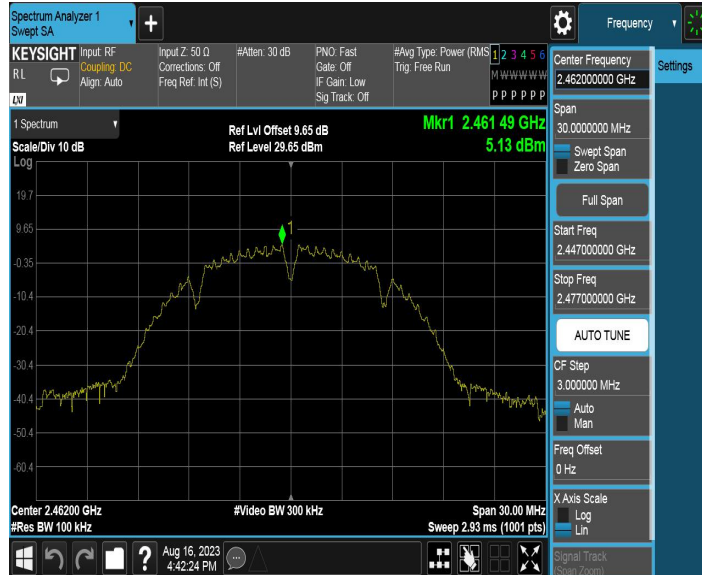 Spectrum Analyzer 1
Swept SA
Frequency
KEYSIGHT
RL
LXI
Input: RF
Coupling: DC
Align: Auto
Input Z: 50 Ω
Corrections: Off
Freq Ref: Int (S)
#Atten: 30 dB
PNO: Fast
Gate: Off
IF Gain: Low
Sig Track: Off
#Avg Type: Power (RMS
Trig: Free Run
1 2 3 4 5 6
M W W W W W
P P P P P P
1 Spectrum
Scale/Div 10 dB
Ref Lvl Offset 9.65 dB
Ref Level 29.65 dBm
Mkr1 2.461 49 GHz
5.13 dBm
Log
19.7
9.65
-0.35
-10.4
-20.4
-30.4
-40.4
-50.4
-60.4
1
Center 2.46200 GHz
#Res BW 100 kHz
#Video BW 300 kHz
Span 30.00 MHz
Sweep 2.93 ms (1001 pts)
Aug 16, 2023
4:42:24 PM
?
Center Frequency
2.462000000 GHz
Span
30.0000000 MHz
Swept Span
Zero Span
Full Span
Start Freq
2.447000000 GHz
Stop Freq
2.477000000 GHz
AUTO TUNE
CF Step
3.000000 MHz
Auto
Man
Freq Offset
0 Hz
X Axis Scale
Log
Lin
Signal Track
(Span Zoom)
Settings